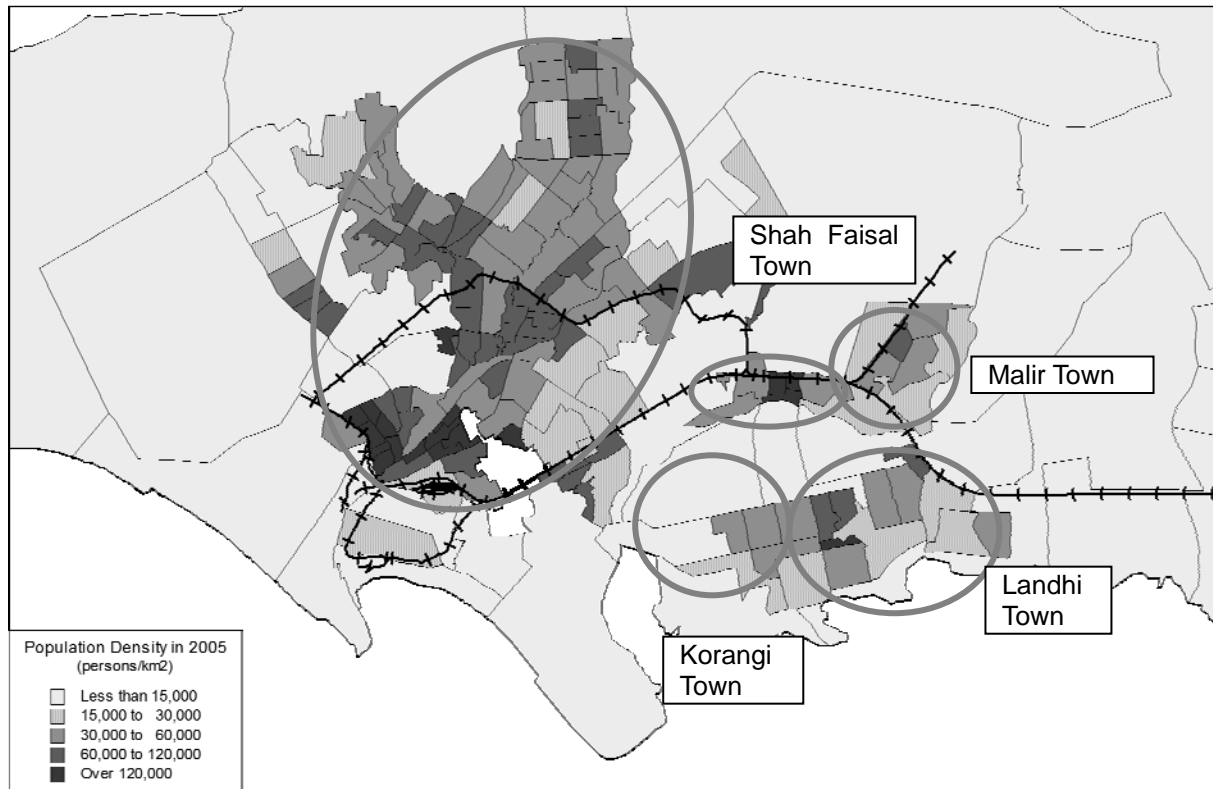 Shah Faisal
Town
Malir Town
Landhi
Town
Korangi
Town
Population Density in 2005
(persons/km2)
Less than 15,000
15,000 to 30,000
30,000 to 60,000
60,000 to 120,000
Over 120,000